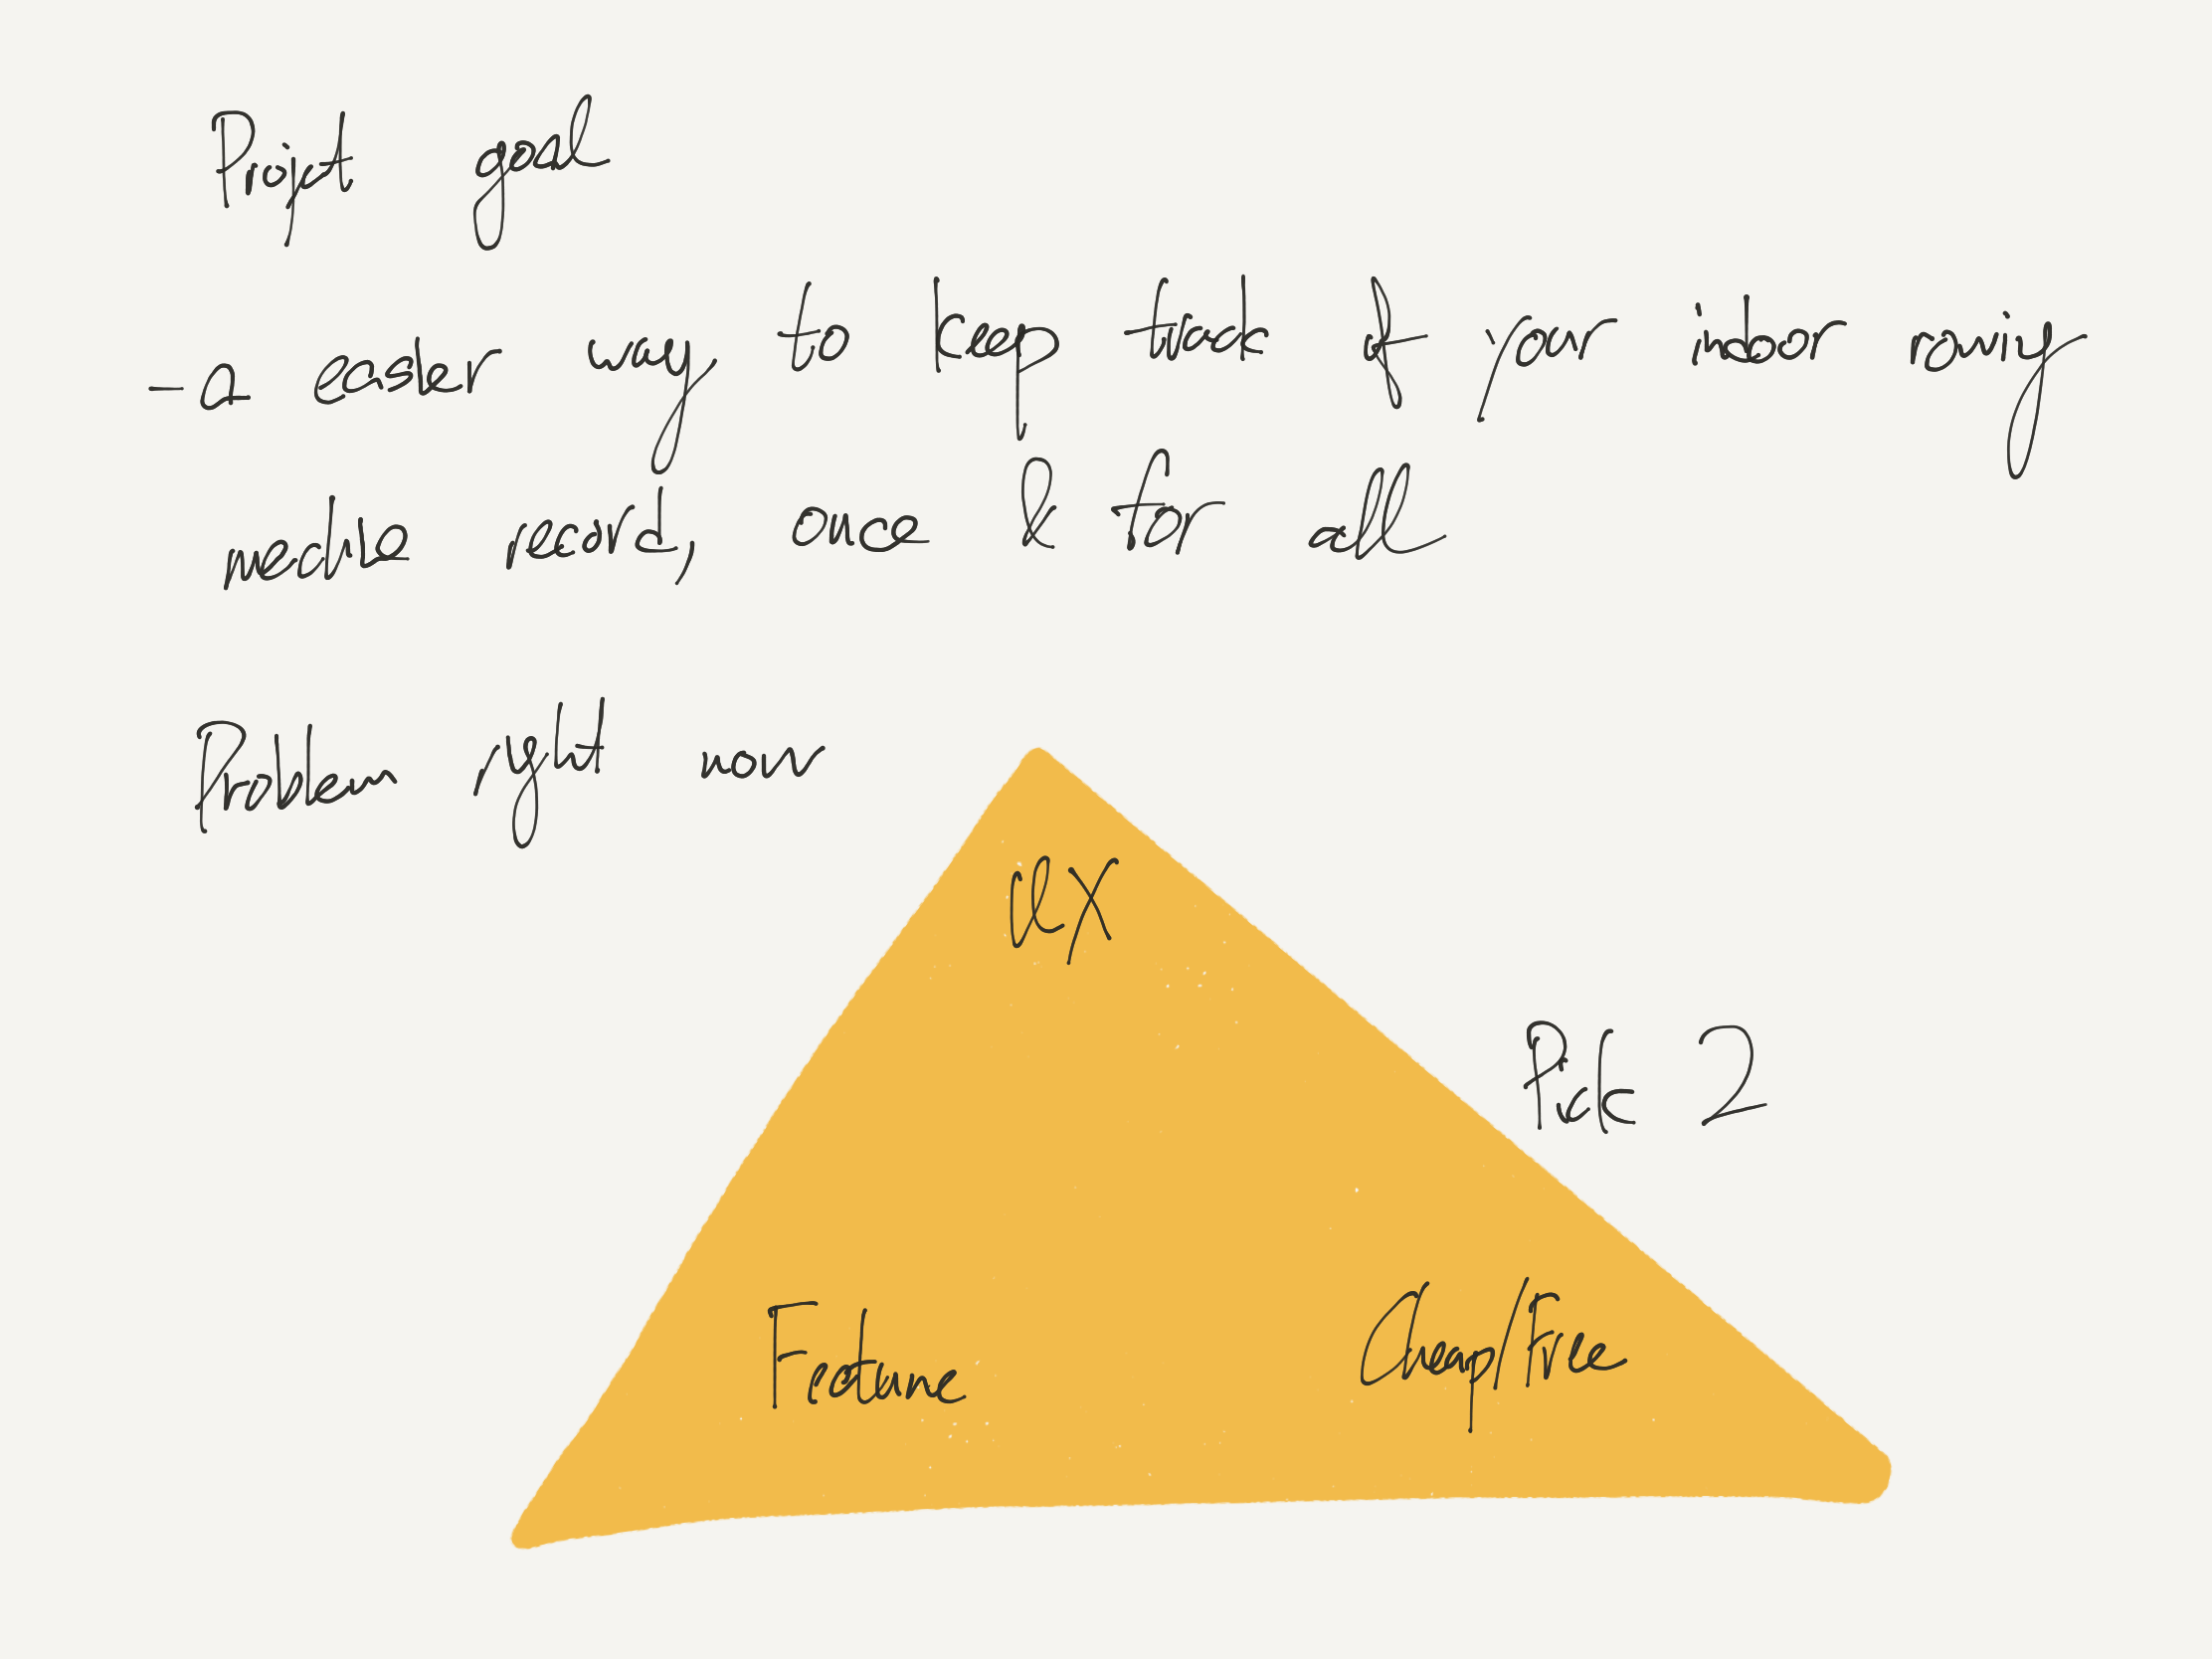 Project goal
- a easier way to keep track of your indoor rowing
machine record, once & for all
Problem right now
UX
Pick 2
Feature
Cheap/Free